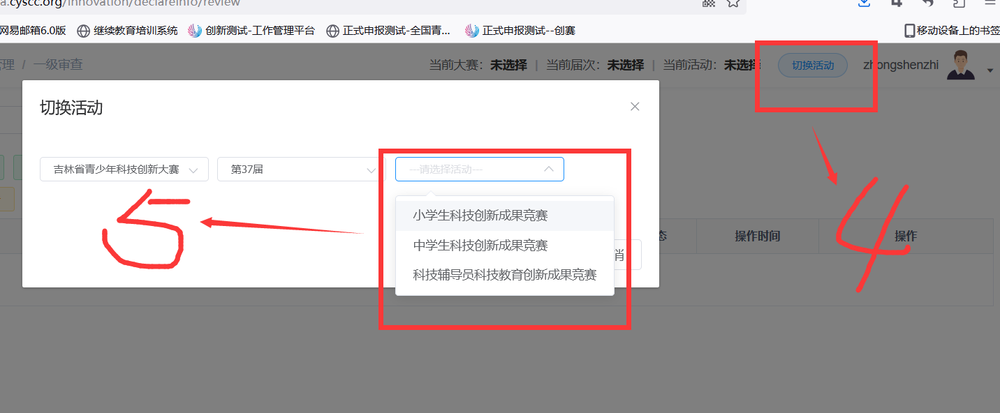 a.cyscc.org/innovation/declareinfo/review
网易邮箱6.0版 继续教育培训系统 创新测试-工作管理平台 正式申报测试-全国青... 正式申报测试--创赛 移动设备上的书签
管理 / 一级审查 当前大赛：未选择 | 当前届次：未选择 | 当前活动：未选择 切换活动 zhongshenzhi
切换活动
吉林省青少年科技创新大赛 第37届 ---请选择活动---
小学生科技创新成果竞赛
中学生科技创新成果竞赛
科技辅导员科技教育创新成果竞赛
消
态 操作时间 操作
5
4